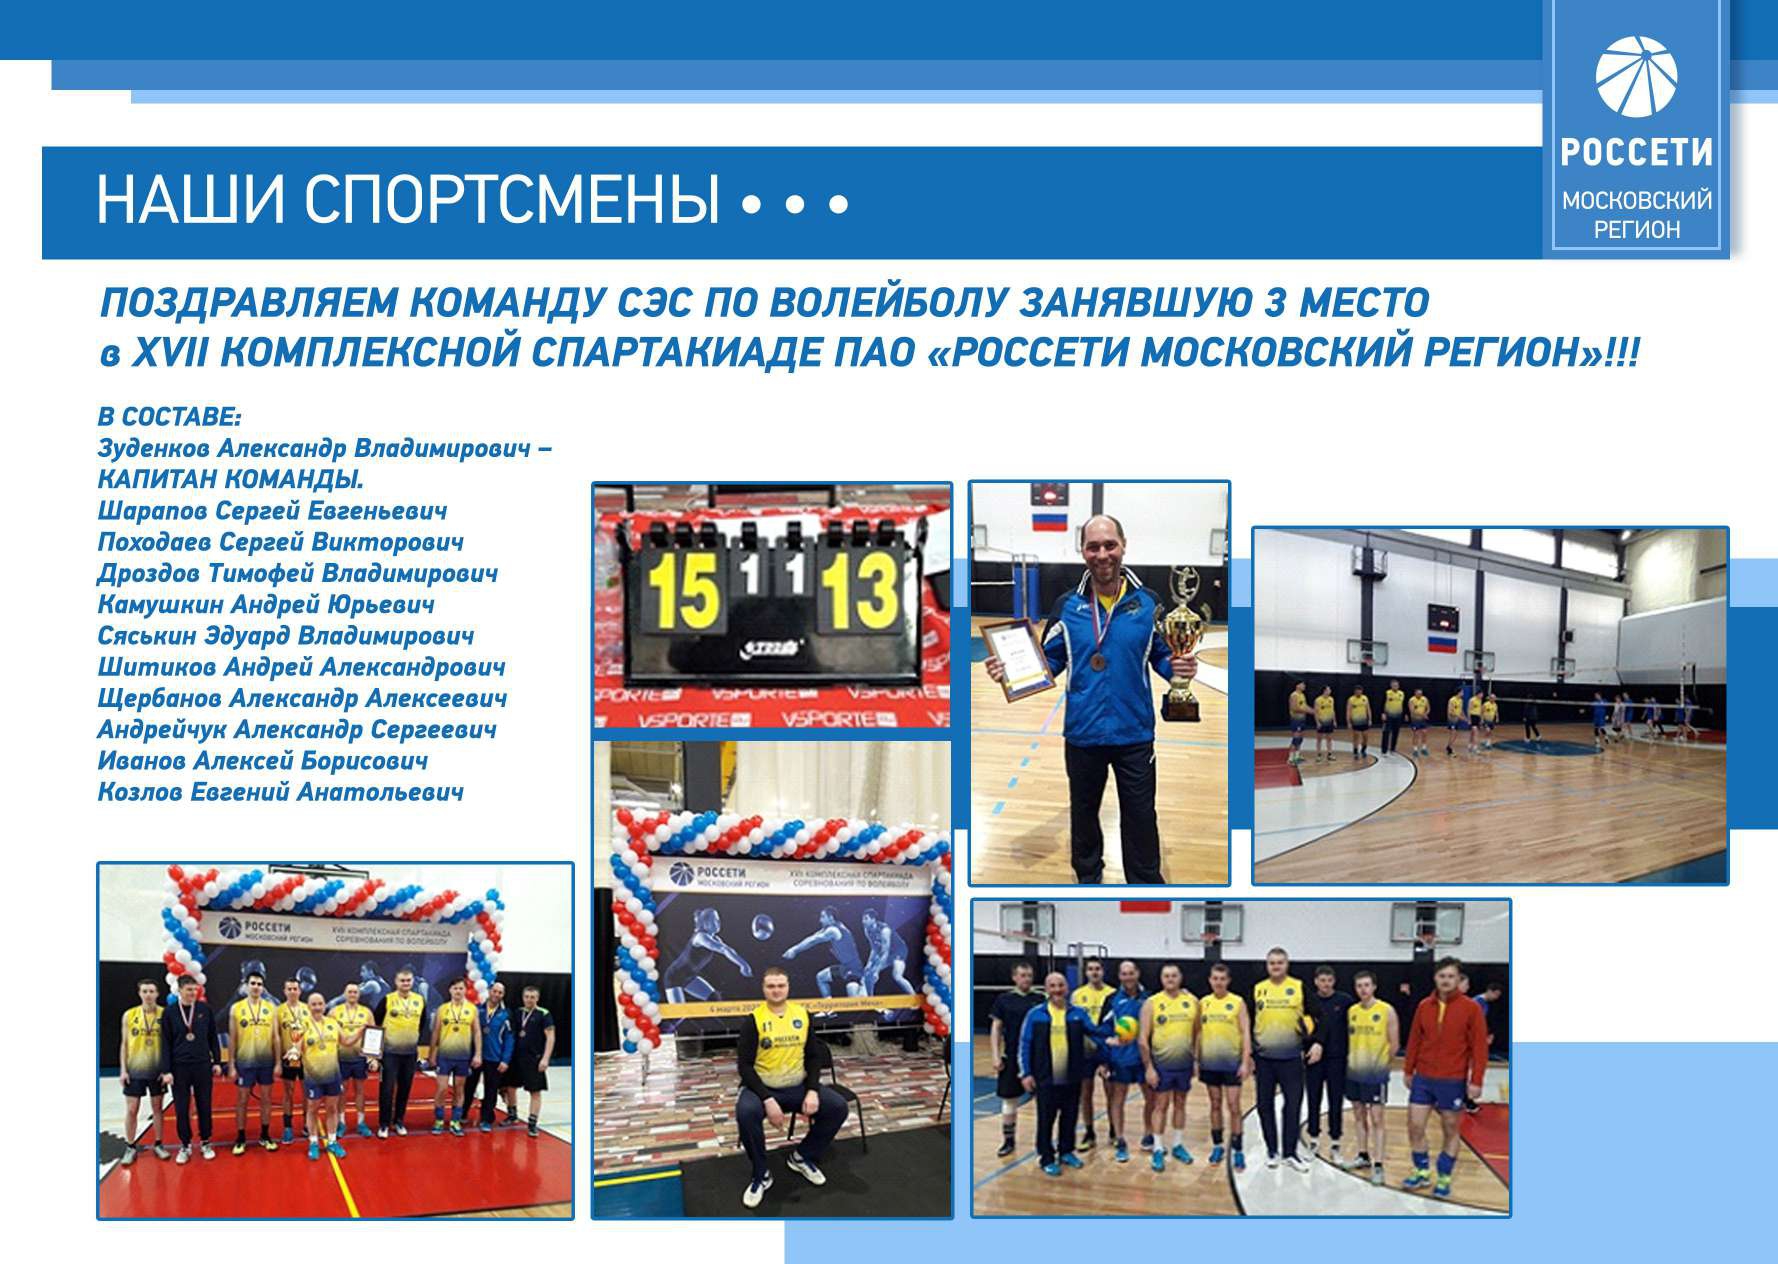 РОССЕТИ
МОСКОВСКИЙ
РЕГИОН
НАШИ СПОРТСМЕНЫ •••
ПОЗДРАВЛЯЕМ КОМАНДУ СЭС ПО ВОЛЕЙБОЛУ ЗАНЯВШУЮ 3 МЕСТО
в XVII КОМПЛЕКСНОЙ СПАРТАКИАДЕ ПАО «РОССЕТИ МОСКОВСКИЙ РЕГИОН»!!!
В СОСТАВЕ:
Зуденков Александр Владимирович –
КАПИТАН КОМАНДЫ.
Шарапов Сергей Евгеньевич
Походаев Сергей Викторович
Дроздов Тимофей Владимирович
Камушкин Андрей Юрьевич
Сяськин Эдуард Владимирович
Шитиков Андрей Александрович
Щербанов Александр Алексеевич
Андрейчук Александр Сергеевич
Иванов Алексей Борисович
Козлов Евгений Анатольевич
15 1 1 13
VSPORTE VSPORTE
РОССЕТИ
МОСКОВСКИЙ РЕГИОН
XVII КОМПЛЕКСНАЯ СПАРТАКИАДА
СОРЕВНОВАНИЯ ПО ВОЛЕЙБОЛУ
6 марта
«Территория Мяча»
РОССЕТИ
МОСКОВСКИЙ РЕГИОН
XVII КОМПЛЕКСНАЯ СПАРТАКИАДА
СОРЕВНОВАНИЯ ПО ВОЛЕЙБОЛУ